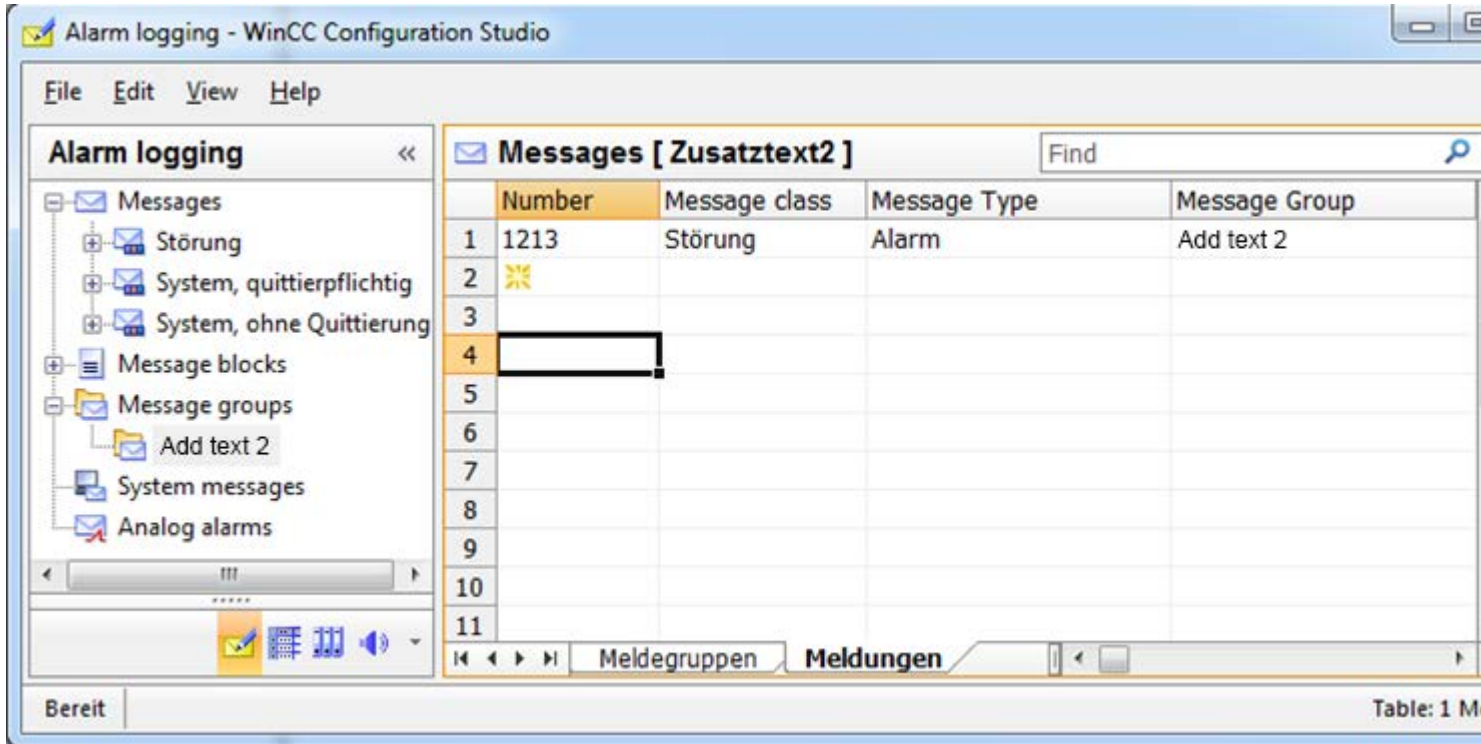 Alarm logging - WinCC Configuration Studio
File Edit View Help
Alarm logging «
Messages
Störung
System, quittierpflichtig
System, ohne Quittierung
Message blocks
Message groups
Add text 2
System messages
Analog alarms
Messages [ Zusatztext2 ] Find
Number Message class Message Type Message Group
1 1213 Störung Alarm Add text 2
2
3
4
5
6
7
8
9
10
11
Meldegruppen Meldungen
Bereit Table: 1 M